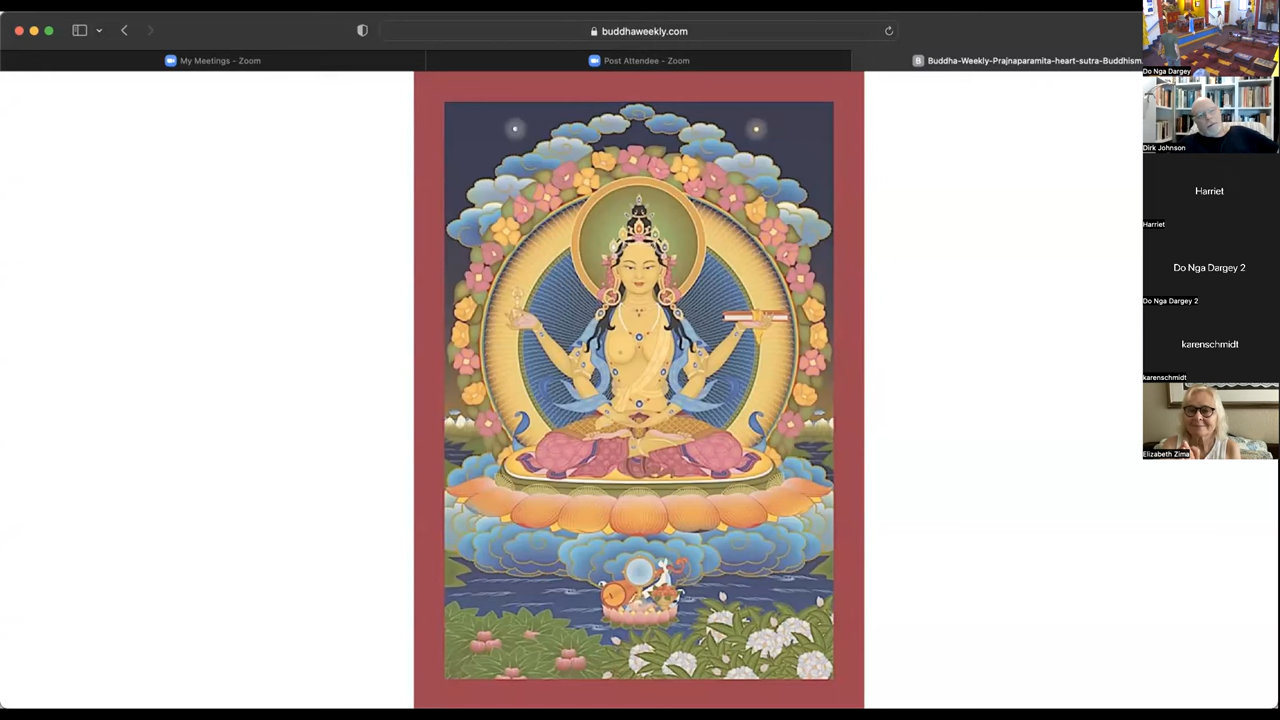 buddhaweekly.com
My Meetings – Zoom
Post Attendee – Zoom
B
Buddha-Weekly-Prajnaparamita-heart-sutra-Buddhism.
Do Nga Dargey
Dirk Johnson
Harriet
Harriet
Do Nga Dargey 2
Do Nga Dargey 2
karenschmidt
karenschmidt
Elizabeth Zima